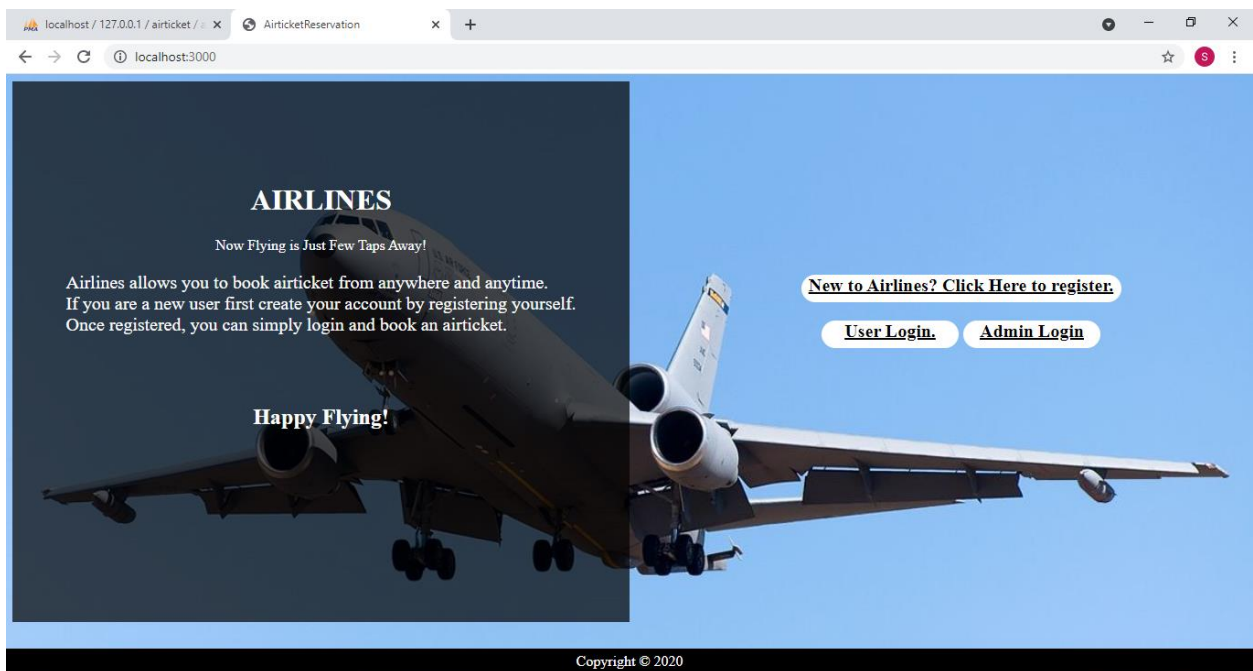 localhost / 127.0.0.1 / airticket /
AirticketReservation
localhost:3000
S
AIRLINES
Now Flying is Just Few Taps Away!
Airlines allows you to book airticket from anywhere and anytime.
If you are a new user first create your account by registering yourself.
Once registered, you can simply login and book an airticket.
Happy Flying!
New to Airlines? Click Here to register.
User Login. Admin Login
Copyright © 2020